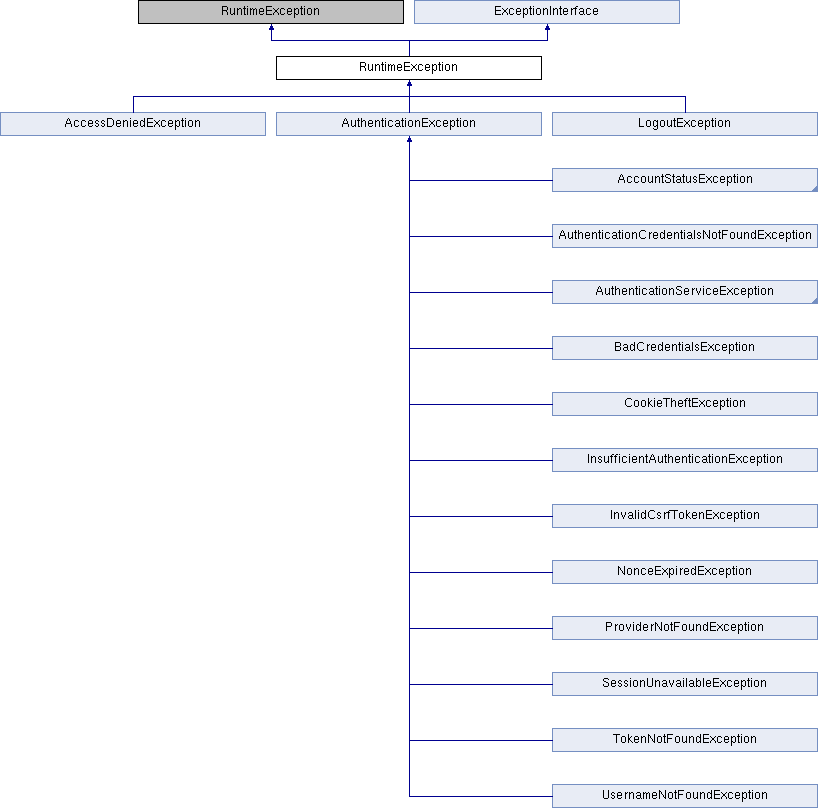 RuntimeException
ExceptionInterface
RuntimeException
AccessDeniedException
AuthenticationException
LogoutException
AccountStatusException
AuthenticationCredentialsNotFoundException
AuthenticationServiceException
BadCredentialsException
CookieTheftException
InsufficientAuthenticationException
InvalidCsrfTokenException
NonceExpiredException
ProviderNotFoundException
SessionUnavailableException
TokenNotFoundException
UsernameNotFoundException